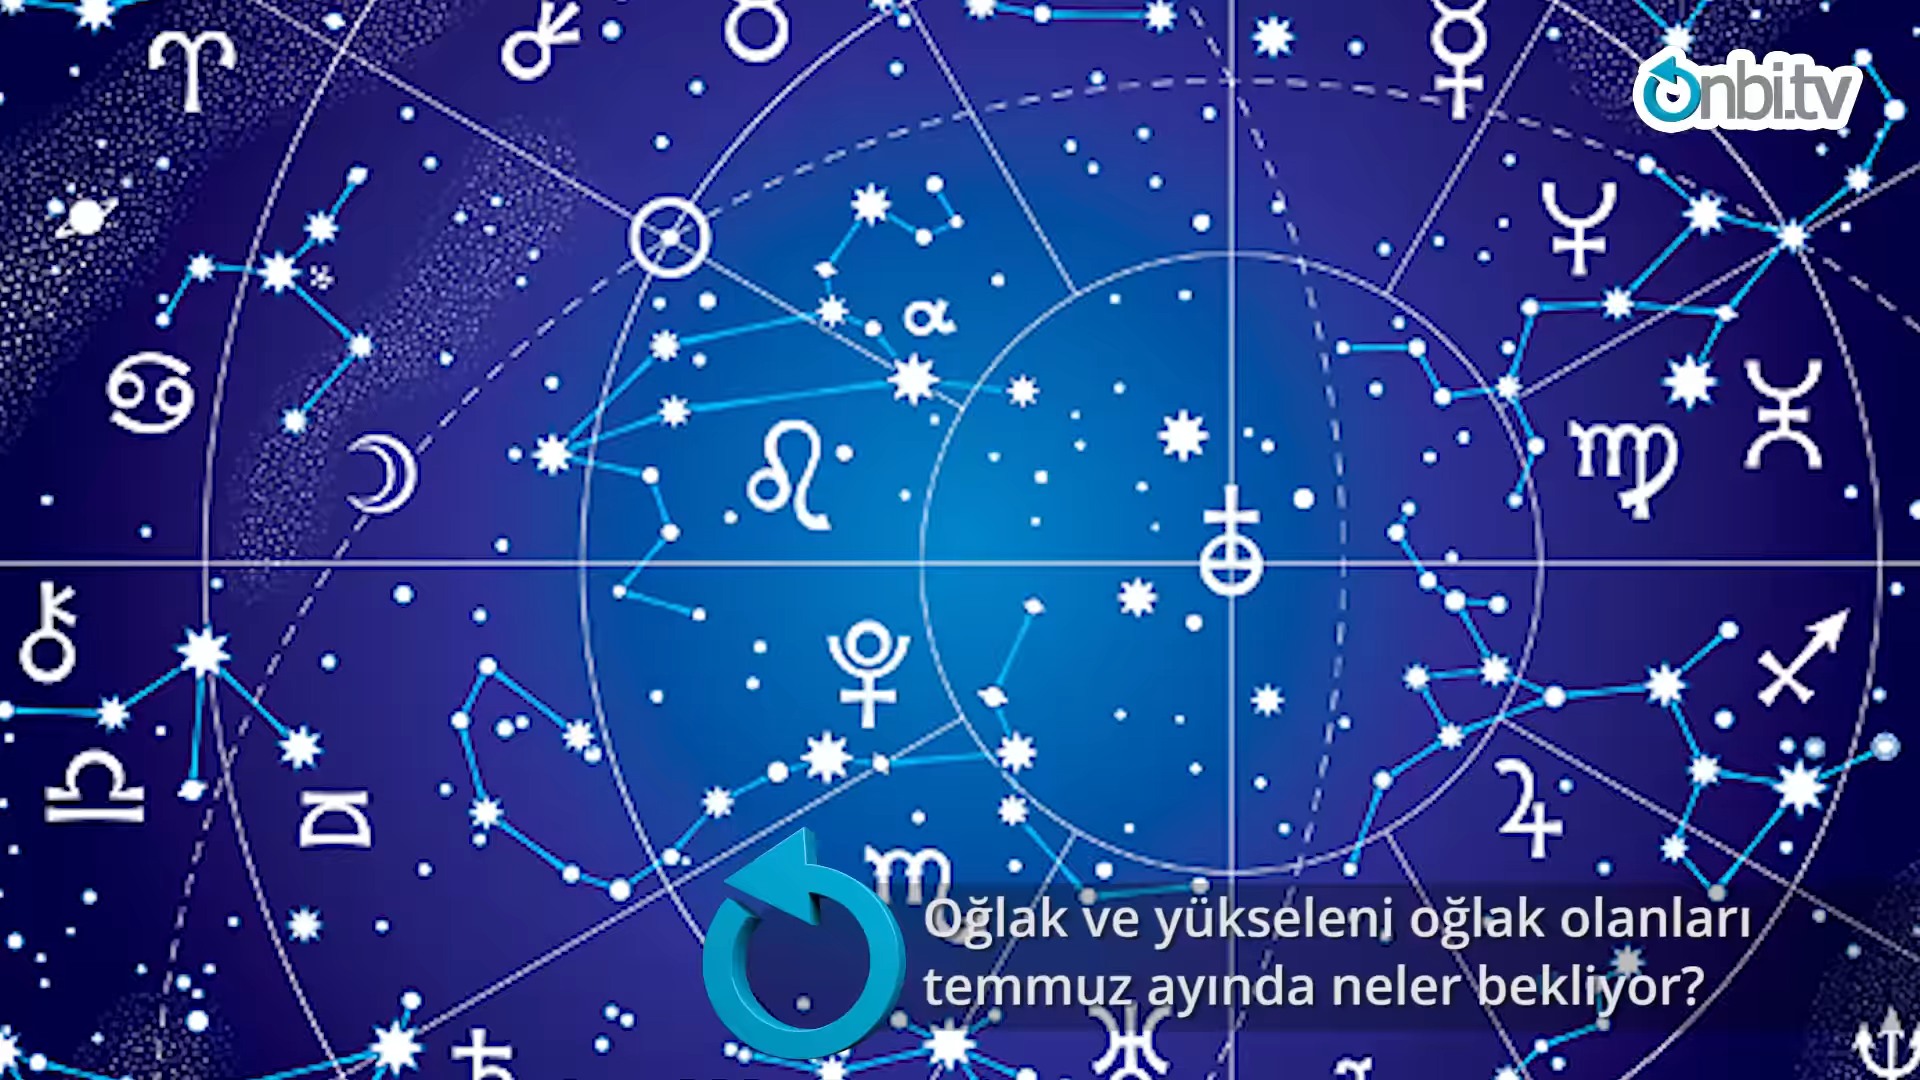 onbi.tv
Oğlak ve yükseleni oğlak olanları
temmuz ayında neler bekliyor?